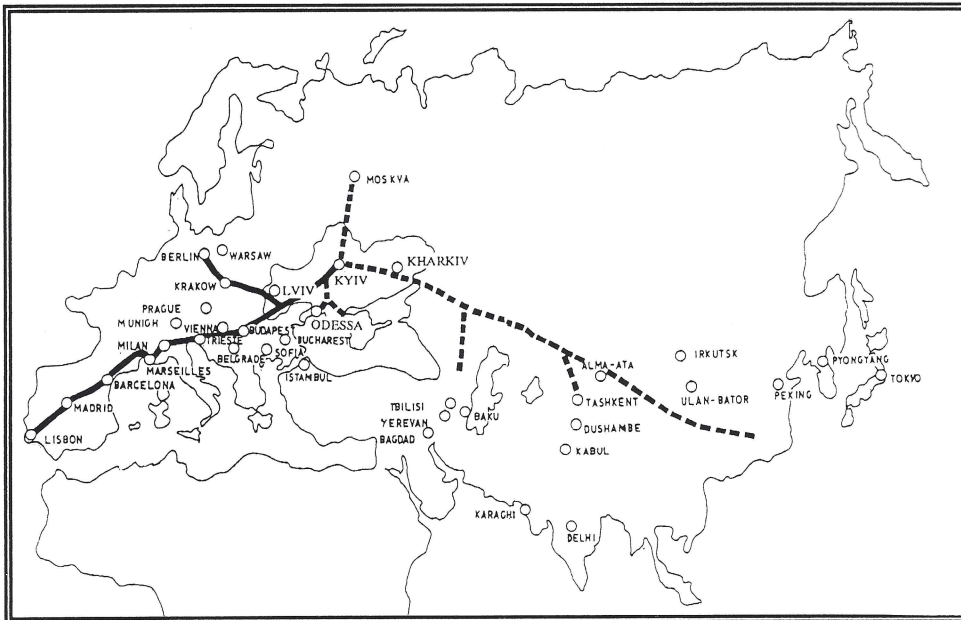 MOSKVA
BERLIN
WARSAW
KHARKIV
KYIV
KRAKOW
LVIV
PRAGUE
MUNIGH
VIENNA
BUDAPEST
ODESSA
BUCHAREST
MILAN
TRIESTE
BELGRADE
SOFIA
MARSEILLES
ISTAMBUL
BARCELONA
MADRID
LISBON
TBILISI
YEREVAN
BAGDAD
BAKU
ALMA-ATA
TASHKENT
DUSHAMBE
KABUL
IRKUTSK
ULAN-BATOR
PEKING
PYONGYANG
TOKYO
KARACHI
DELHI